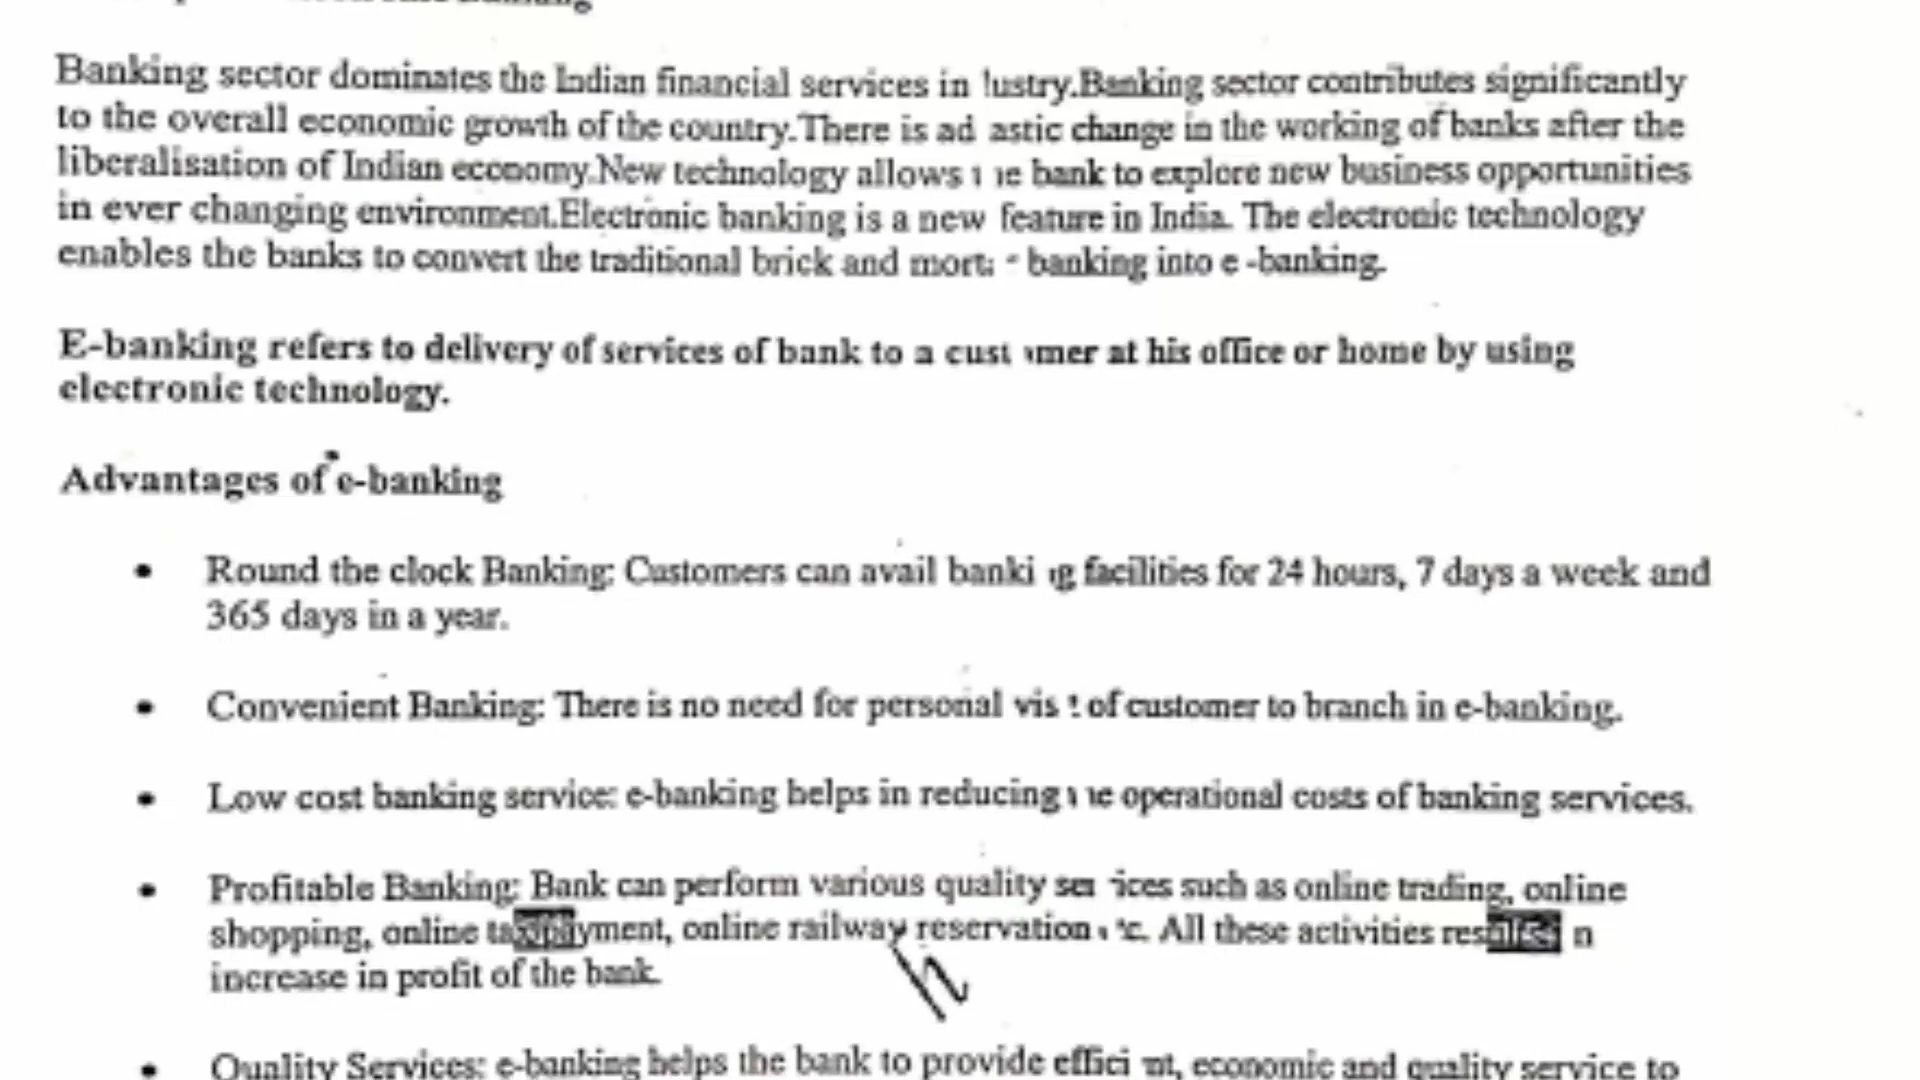 Banking
Banking sector dominates the Indian financial services in lustry.Banking sector contributes significantly
to the overall economic growth of the country.There is ad astic change in the working of banks after the
liberalisation of Indian economy.New technology allows the bank to explore new business opportunities
in ever changing environment.Electronic banking is a new feature in India. The electronic technology
enables the banks to convert the traditional brick and mort banking into e -banking.
E-banking refers to delivery of services of bank to a cust mer at his office or home by using
electronic technology.
Advantages of e-banking
• Round the clock Banking: Customers can avail banki g facilities for 24 hours, 7 days a week and
365 days in a year.
• Convenient Banking: There is no need for personal vis t of customer to branch in e-banking.
• Low cost banking service: e-banking helps in reducing the operational costs of banking services.
• Profitable Banking: Bank can perform various quality ser ices such as online trading, online
shopping, online taxpayment, online railway reservation etc. All these activities results n
increase in profit of the bank.
• Quality Services: e-banking helps the bank to provide effici nt, economic and quality service to